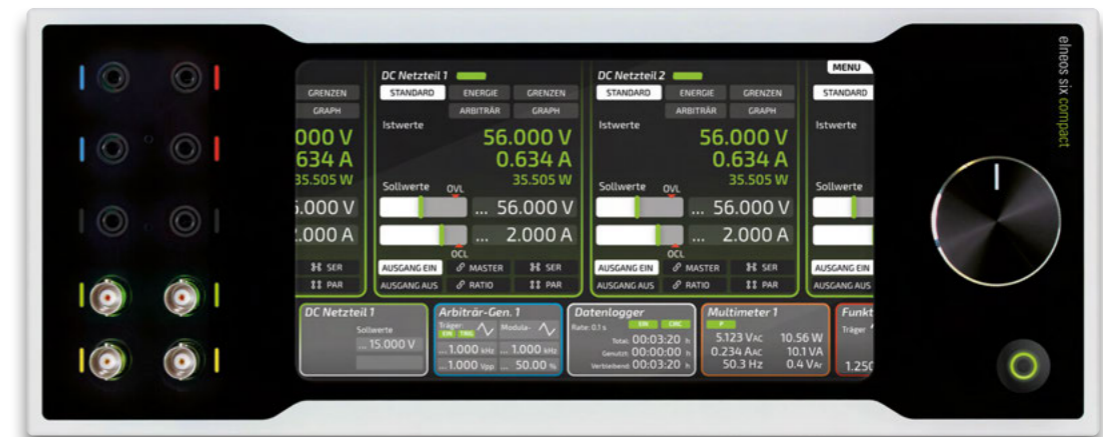 elneos six compact
MENU
GRENZEN
GRAPH
000 V
634 A
35.505 W
5.000 V
2.000 A
SER
PAR
DC Netzteil 1
STANDARD ENERGIE GRENZEN
ARBITRÄR GRAPH
Istwerte
56.000 V
0.634 A
35.505 W
Sollwerte OVL
... 56.000 V
... 2.000 A
OCL
AUSGANG EIN MASTER SER
AUSGANG AUS RATIO PAR
DC Netzteil 2
STANDARD ENERGIE GRENZEN
ARBITRÄR GRAPH
Istwerte
56.000 V
0.634 A
35.505 W
Sollwerte OVL
... 56.000 V
... 2.000 A
OCL
AUSGANG EIN MASTER SER
AUSGANG AUS RATIO PAR
STANDARD
Istwerte
Sollwerte
AUSGANG EIN
AUSGANG AUS
DC Netzteil 1
Sollwerte
... 15.000 V
Arbiträr-Gen. 1
Träger Modula-
EIN TRIG
... 1.000 kHz ... 1.000 kHz
... 1.000 Vpp ... 50.00 %
Datenlogger
Rate: 0.1 s EIN CIRC
Total: 00:03:20 h
Genutzt: 00:00:00 h
Verbleibend: 00:03:20 h
Multimeter 1
P
5.123 VAC 10.56 W
0.234 AAC 10.1 VA
50.3 Hz 0.4 VAr
Funkt
Träger
1.250